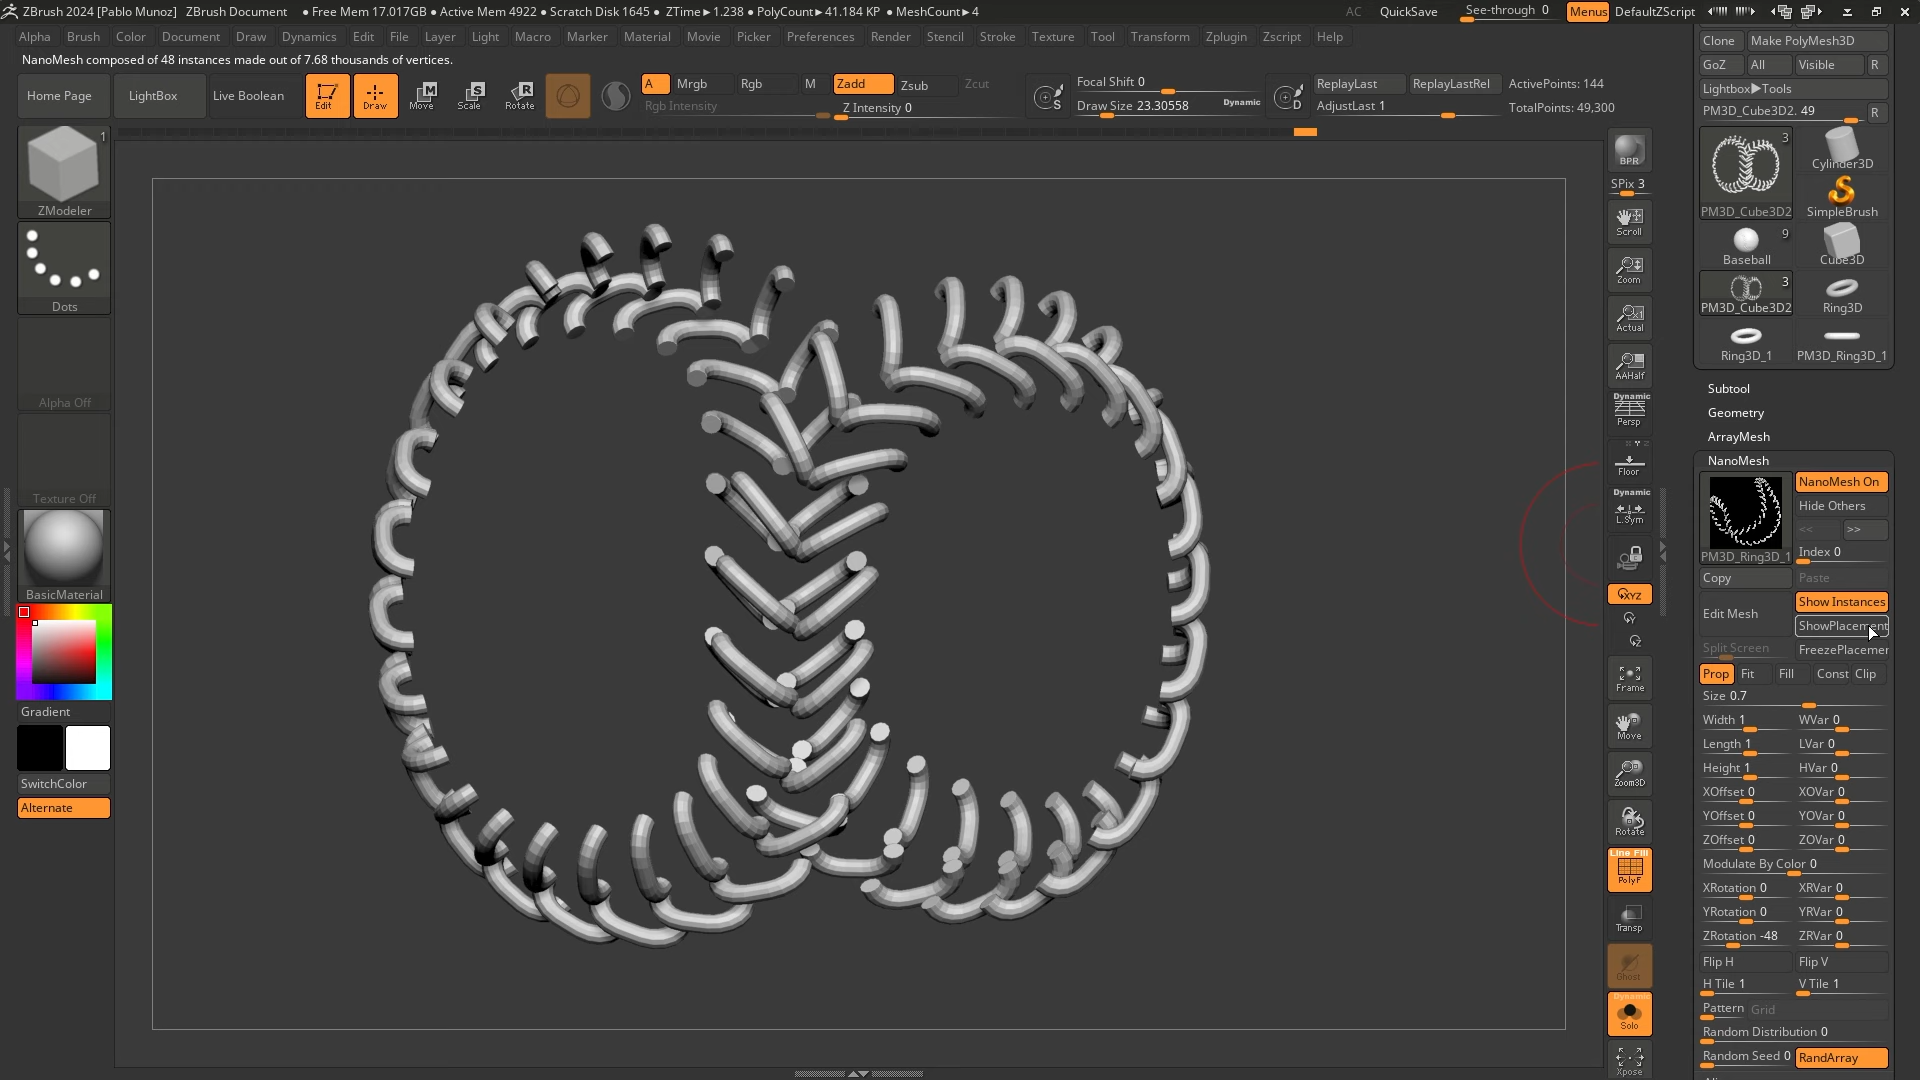 ZBrush 2024 [Pablo Munoz] ZBrush Document ● Free Mem 17.017GB ● Active Mem 4922 ● Scratch Disk 1645 ● ZTime►1.238 ● PolyCount►41.184 KP ● MeshCount►4 AC QuickSave See-through 0 Menus DefaultZScript
Alpha Brush Color Document Draw Dynamics Edit File Layer Light Macro Marker Material Movie Picker Preferences Render Stencil Stroke Texture Tool Transform Zplugin Zscript Help
NanoMesh composed of 48 instances made out of 7.68 thousands of vertices.
Home Page LightBox Live Boolean Edit Draw Move Scale Rotate
M S R
A Mrgb Rgb M Zadd Zsub Zcut
Rgb Intensity Z Intensity 0
S Focal Shift 0
Draw Size 23.30558 Dynamic
D ReplayLast ReplayLastRel ActivePoints: 144
AdjustLast 1 TotalPoints: 49,300
1
ZModeler
Dots
Alpha Off
Texture Off
BasicMaterial
Gradient
SwitchColor
Alternate
BPR
SPix 3
Scroll
Zoom
Actual
AAHalf
Dynamic
Persp
Floor
Dynamic
L.Sym
XYZ
Y
Z
Frame
Move
Zoom3D
Rotate
Line Fill
PolyF
Transp
Ghost
Dynamic
Solo
Xpose
Clone Make PolyMesh3D
GoZ All Visible R
Lightbox►Tools
PM3D_Cube3D2. 49 R
3
Cylinder3D
PM3D_Cube3D2 SimpleBrush
9
Baseball Cube3D
3
PM3D_Cube3D2 Ring3D
Ring3D_1 PM3D_Ring3D_1
Subtool
Geometry
ArrayMesh
NanoMesh
NanoMesh On
Hide Others
<< >>
PM3D_Ring3D_1 Index 0
Copy Paste
Edit Mesh Show Instances
ShowPlacement
Split Screen FreezePlacemen
Prop Fit Fill Const Clip
Size 0.7
Width 1 WVar 0
Length 1 LVar 0
Height 1 HVar 0
XOffset 0 XOVar 0
YOffset 0 YOVar 0
ZOffset 0 ZOVar 0
Modulate By Color 0
XRotation 0 XRVar 0
YRotation 0 YRVar 0
ZRotation -48 ZRVar 0
Flip H Flip V
H Tile 1 V Tile 1
Pattern Grid
Random Distribution 0
Random Seed 0 RandArray